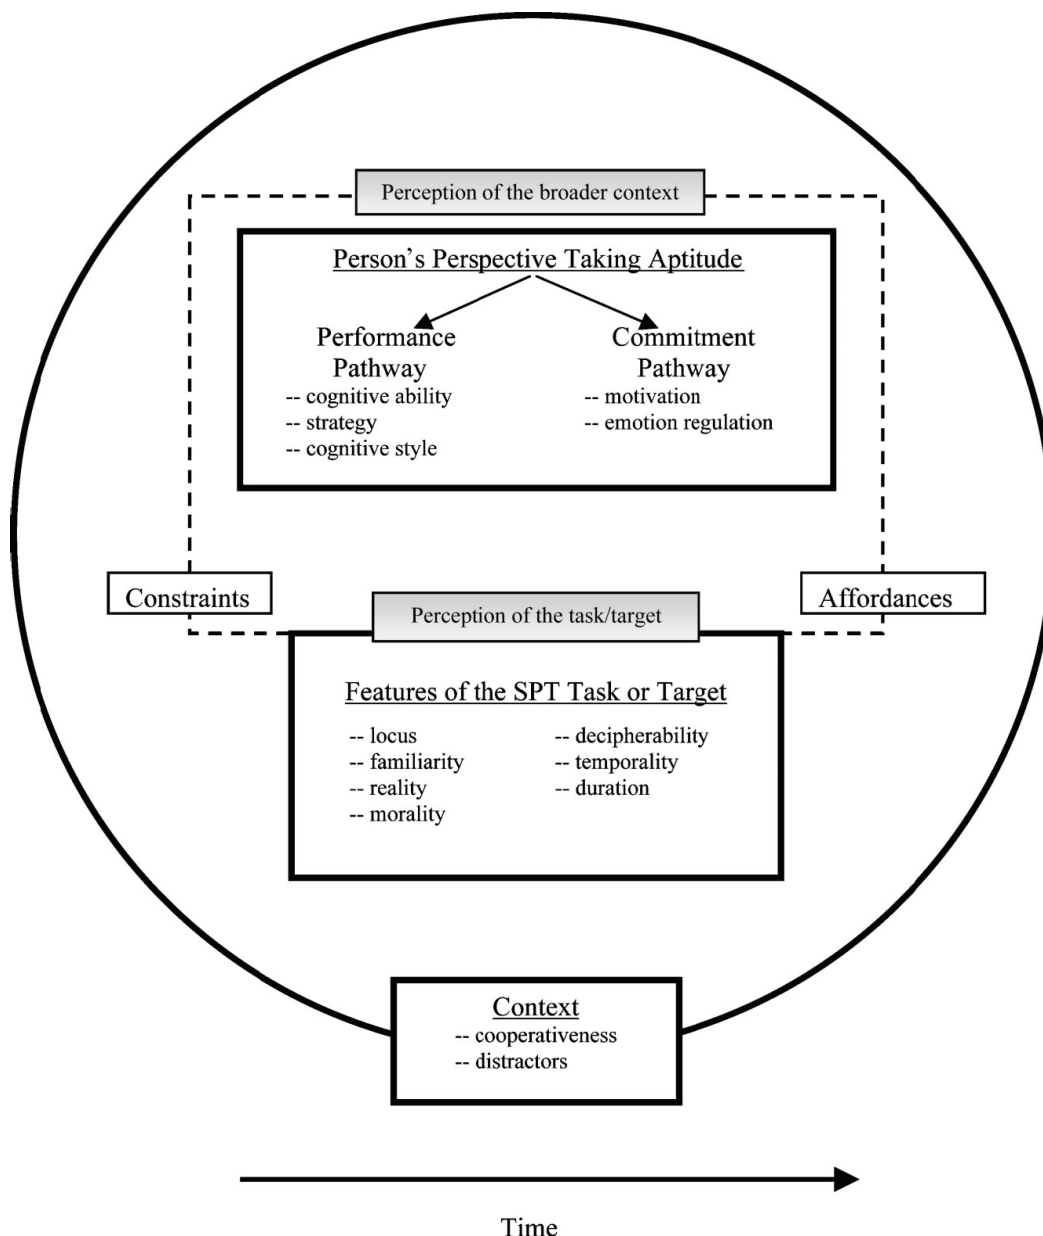 Perception of the broader context
Person's Perspective Taking Aptitude
Performance
Pathway
-- cognitive ability
-- strategy
-- cognitive style
Commitment
Pathway
-- motivation
-- emotion regulation
Constraints
Affordances
Perception of the task/target
Features of the SPT Task or Target
-- locus
-- familiarity
-- reality
-- morality
-- decipherability
-- temporality
-- duration
Context
-- cooperativeness
-- distractors
Time